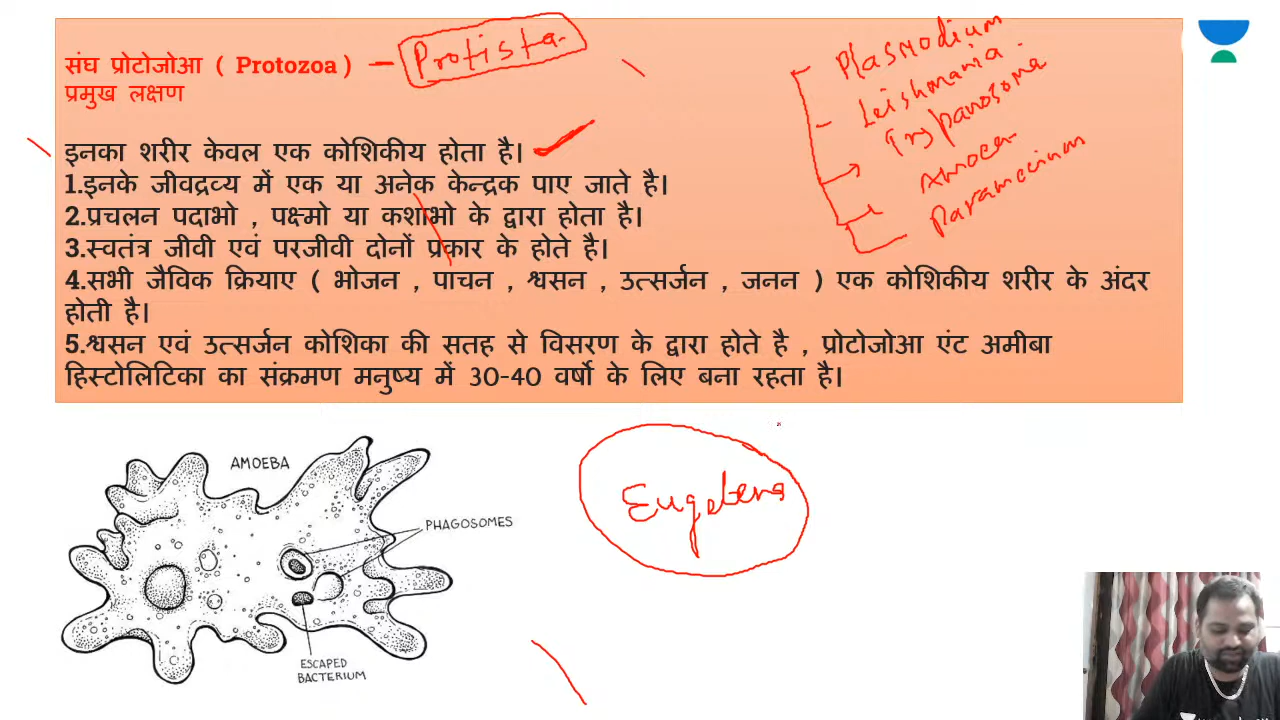 संघ प्रोटोजोआ ( Protozoa ) – Protista
प्रमुख लक्षण
इनका शरीर केवल एक कोशिकीय होता है।
1.इनके जीवद्रव्य में एक या अनेक केन्द्रक पाए जाते है।
2.प्रचलन पदाभो , पक्ष्मो या कशाभो के द्वारा होता है।
3.स्वतंत्र जीवी एवं परजीवी दोनों प्रकार के होते है।
4.सभी जैविक क्रियाए ( भोजन , पाचन , श्वसन , उत्सर्जन , जनन ) एक कोशिकीय शरीर के अंदर
होती है।
5.श्वसन एवं उत्सर्जन कोशिका की सतह से विसरण के द्वारा होते है , प्रोटोजोआ एंट अमीबा
हिस्टोलिटिका का संक्रमण मनुष्य में 30-40 वर्षो के लिए बना रहता है।
Plasmodium
Leishmania
Trypanosoma
Paramecium
AMOEBA
PHAGOSOMES
ESCAPED
BACTERIUM